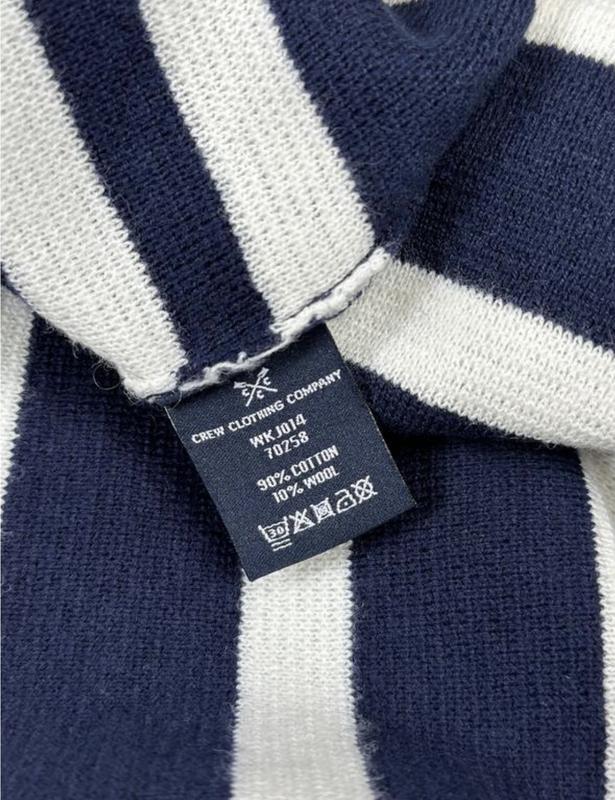 CREW CLOTHING COMPANY
WKJ014
70258
90% COTTON
10% WOOL
30